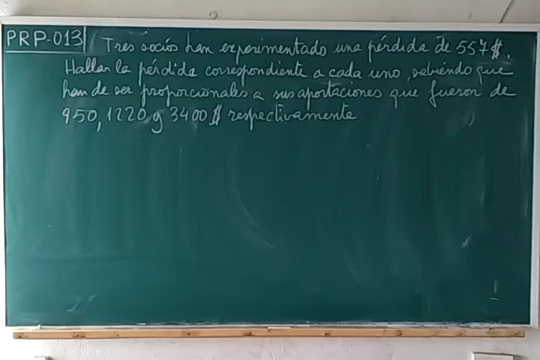 PRP-013 Tres socios han experimentado una pérdida de 557$.
Hallar la pérdida correspondiente a cada uno, sabiendo que
han de ser proporcionales a sus aportaciones que fueron de
950, 1220 y 3400$ respectivamente.